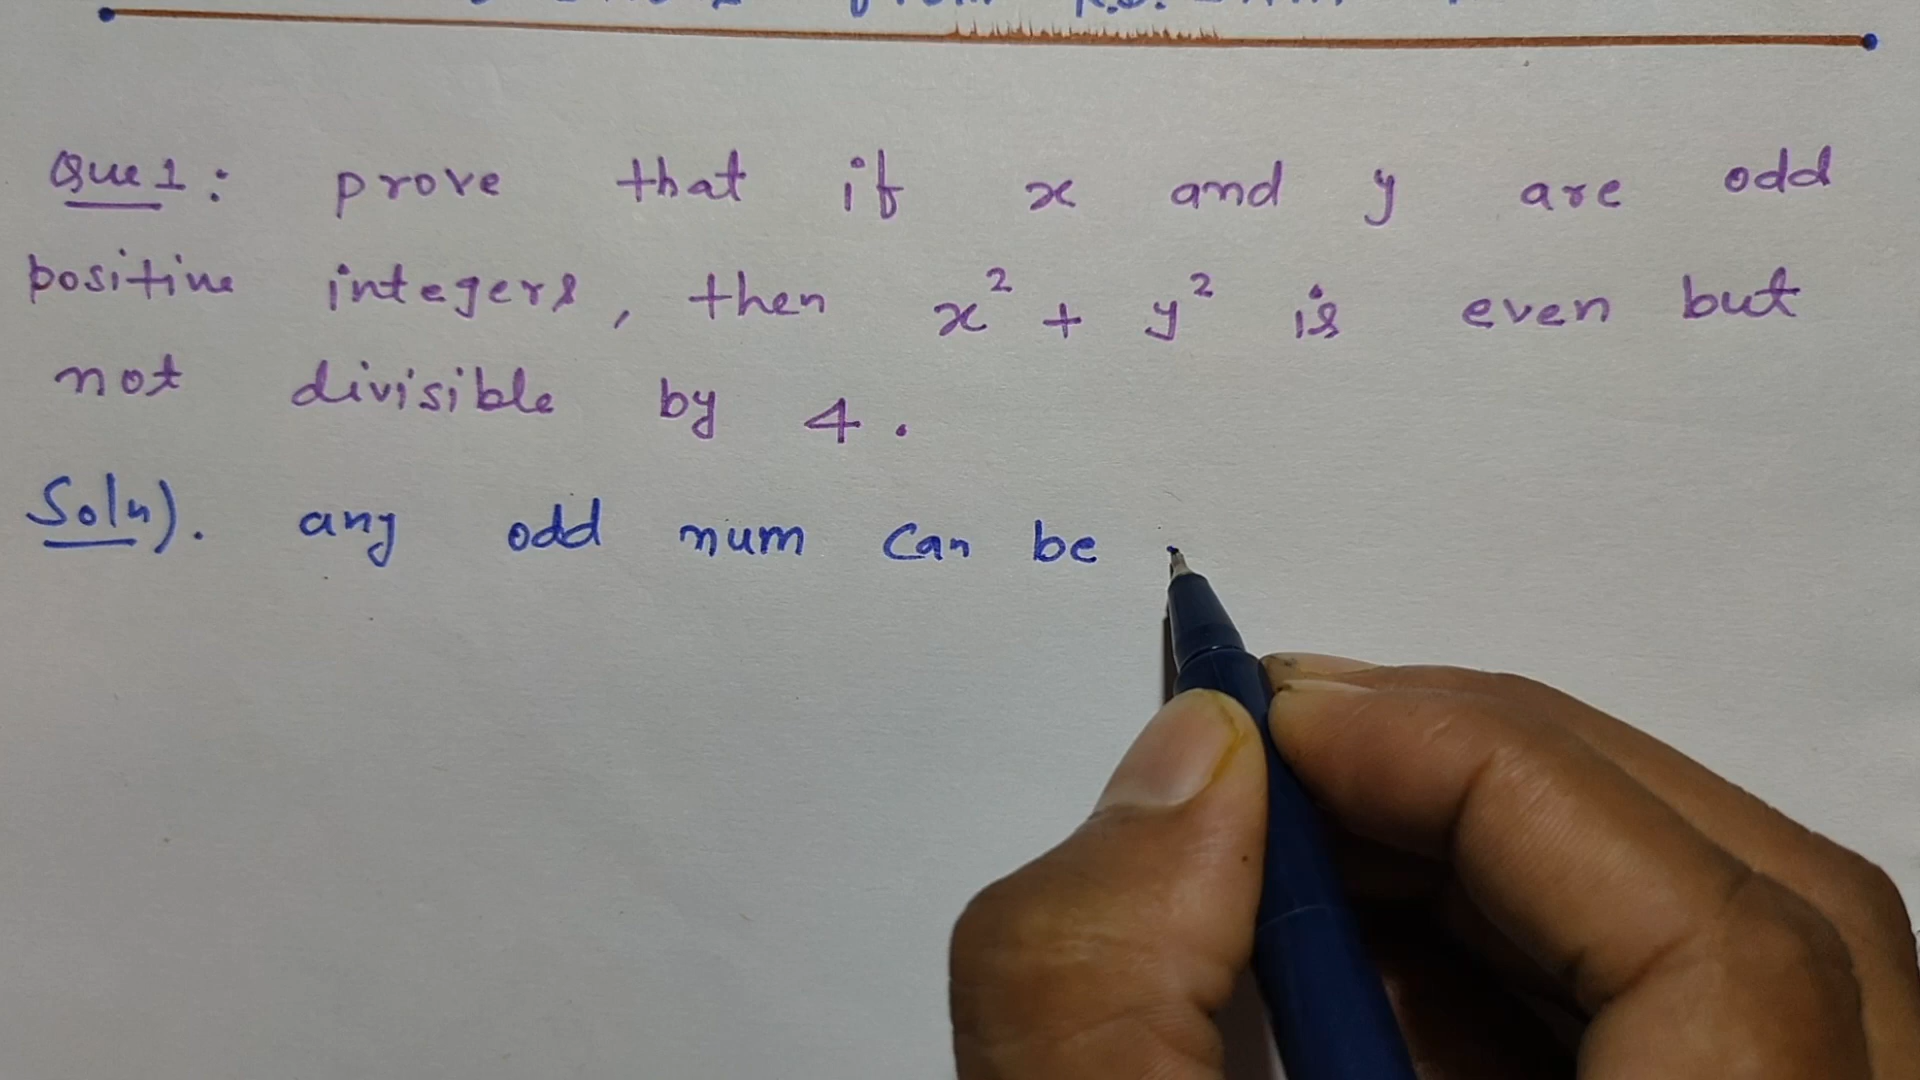 from
Que 1: prove that if x and y are odd
positive integers, then x² + y² is even but
not divisible by 4.
Soln). any odd num can be